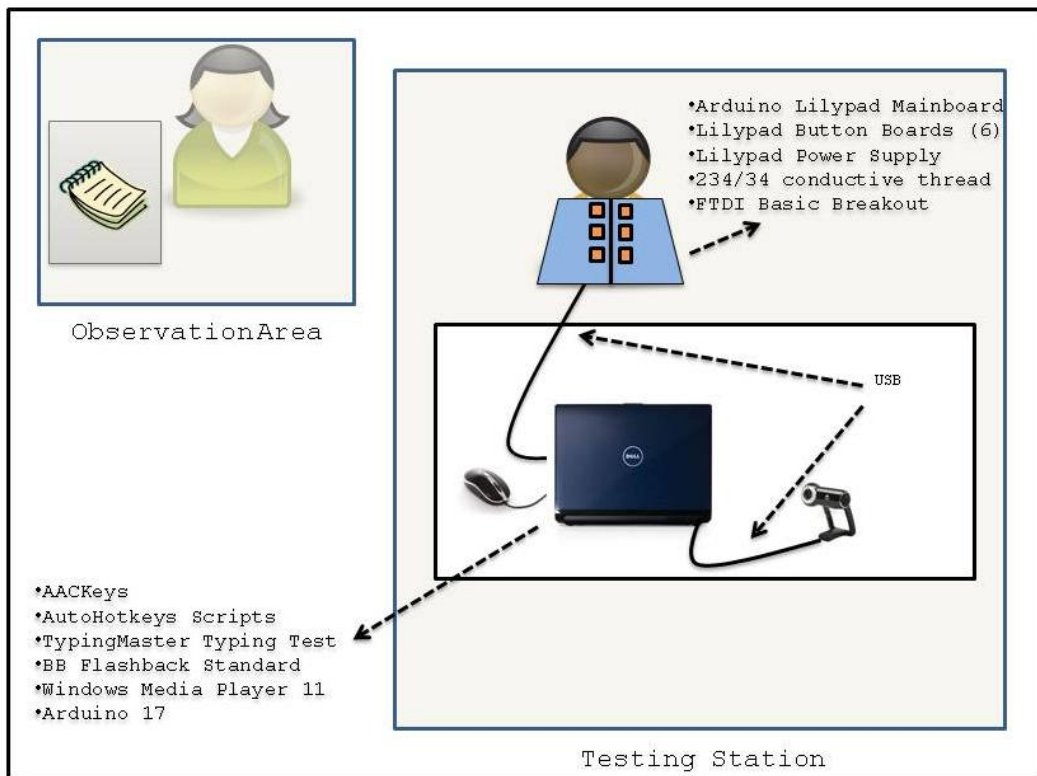 •Arduino Lilypad Mainboard
•Lilypad Button Boards (6)
•Lilypad Power Supply
•234/34 conductive thread
•FTDI Basic Breakout
ObservationArea
USB
DELL
•AACKeys
•AutoHotkeys Scripts
•TypingMaster Typing Test
•BB Flashback Standard
•Windows Media Player 11
•Arduino 17
Testing Station